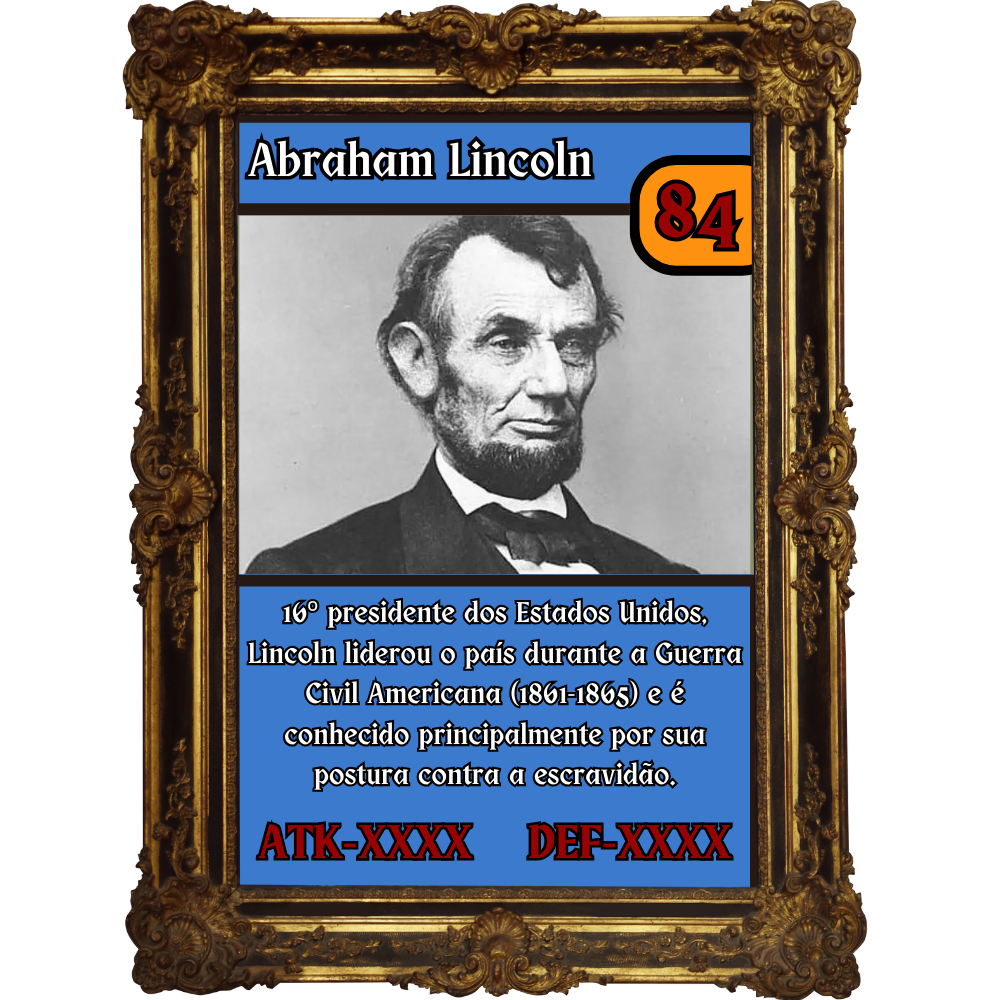 Abraham Lincoln
84
16° presidente dos Estados Unidos,
Lincoln liderou o país durante a Guerra
Civil Americana (1861-1865) e é
conhecido principalmente por sua
postura contra a escravidão.
ATK-XXXX DEF-XXXX